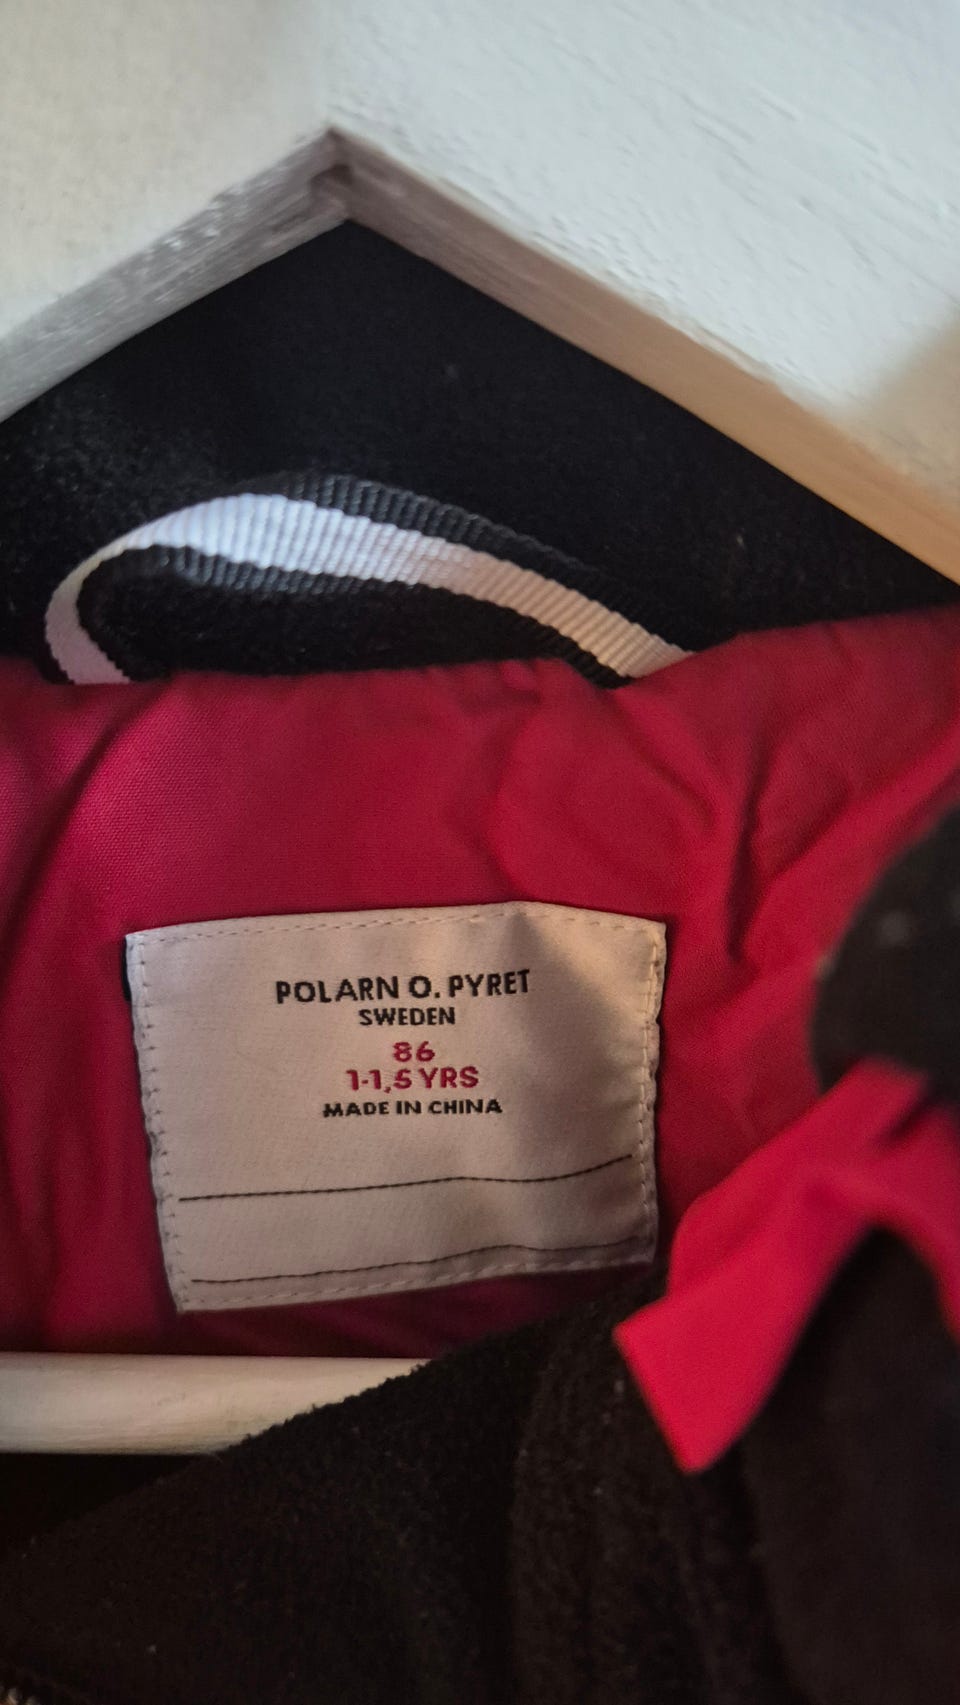 POLARN O. PYRET
SWEDEN
86
1-1,5 YRS
MADE IN CHINA